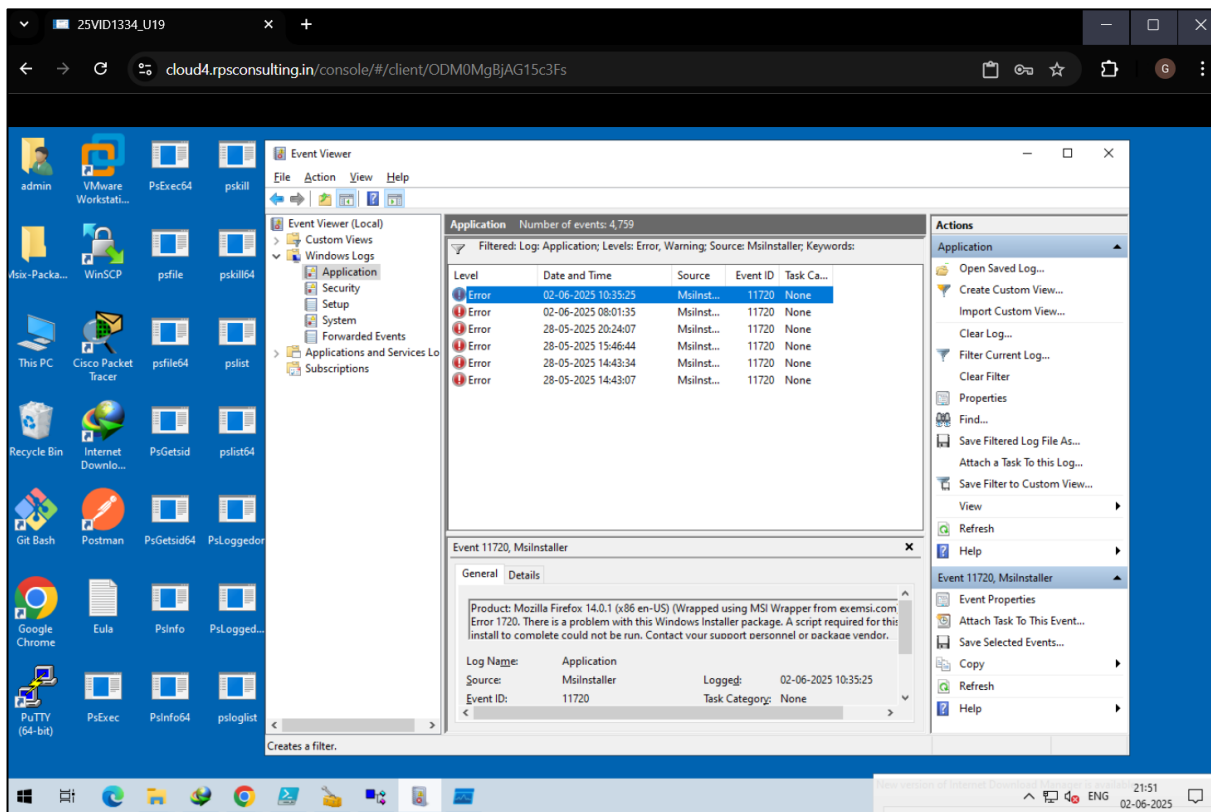 25VID1334_U19
cloud4.rpsconsulting.in/console/#/client/ODM0MgBjAG15c3Fs
G
admin
VMware
Workstati...
PsExec64
pskill
Msix-Packa...
WinSCP
psfile
pskill64
This PC
Cisco Packet
Tracer
psfile64
pslist
Recycle Bin
Internet
Downlo...
PsGetsid
pslist64
Git Bash
Postman
PsGetsid64
PsLoggedon
Google
Chrome
Eula
PsInfo
PsLogged...
PuTTY
(64-bit)
PsExec
PsInfo64
psloglist
Event Viewer
File Action View Help
Event Viewer (Local)
Custom Views
Windows Logs
Application
Security
Setup
System
Forwarded Events
Applications and Services Lo
Subscriptions
Application Number of events: 4,759
Filtered: Log: Application; Levels: Error, Warning; Source: MsiInstaller; Keywords:
Level Date and Time Source Event ID Task Ca...
Error 02-06-2025 10:35:25 MsiInst... 11720 None
Error 02-06-2025 08:01:35 MsiInst... 11720 None
Error 28-05-2025 20:24:07 MsiInst... 11720 None
Error 28-05-2025 15:46:44 MsiInst... 11720 None
Error 28-05-2025 14:43:34 MsiInst... 11720 None
Error 28-05-2025 14:43:07 MsiInst... 11720 None
Event 11720, MsiInstaller
General Details
Product: Mozilla Firefox 14.0.1 (x86 en-US) (Wrapped using MSI Wrapper from exemsi.com
Error 1720. There is a problem with this Windows Installer package. A script required for this
install to complete could not be run. Contact your support personnel or package vendor.
Log Name: Application
Source: MsiInstaller Logged: 02-06-2025 10:35:25
Event ID: 11720 Task Category: None
Actions
Application
Open Saved Log...
Create Custom View...
Import Custom View...
Clear Log...
Filter Current Log...
Clear Filter
Properties
Find...
Save Filtered Log File As...
Attach a Task To this Log...
Save Filter to Custom View...
View
Refresh
Help
Event 11720, MsiInstaller
Event Properties
Attach Task To This Event...
Save Selected Events...
Copy
Refresh
Help
Creates a filter.
New version of Internet Download Manager is available
ENG
21:51
02-06-2025